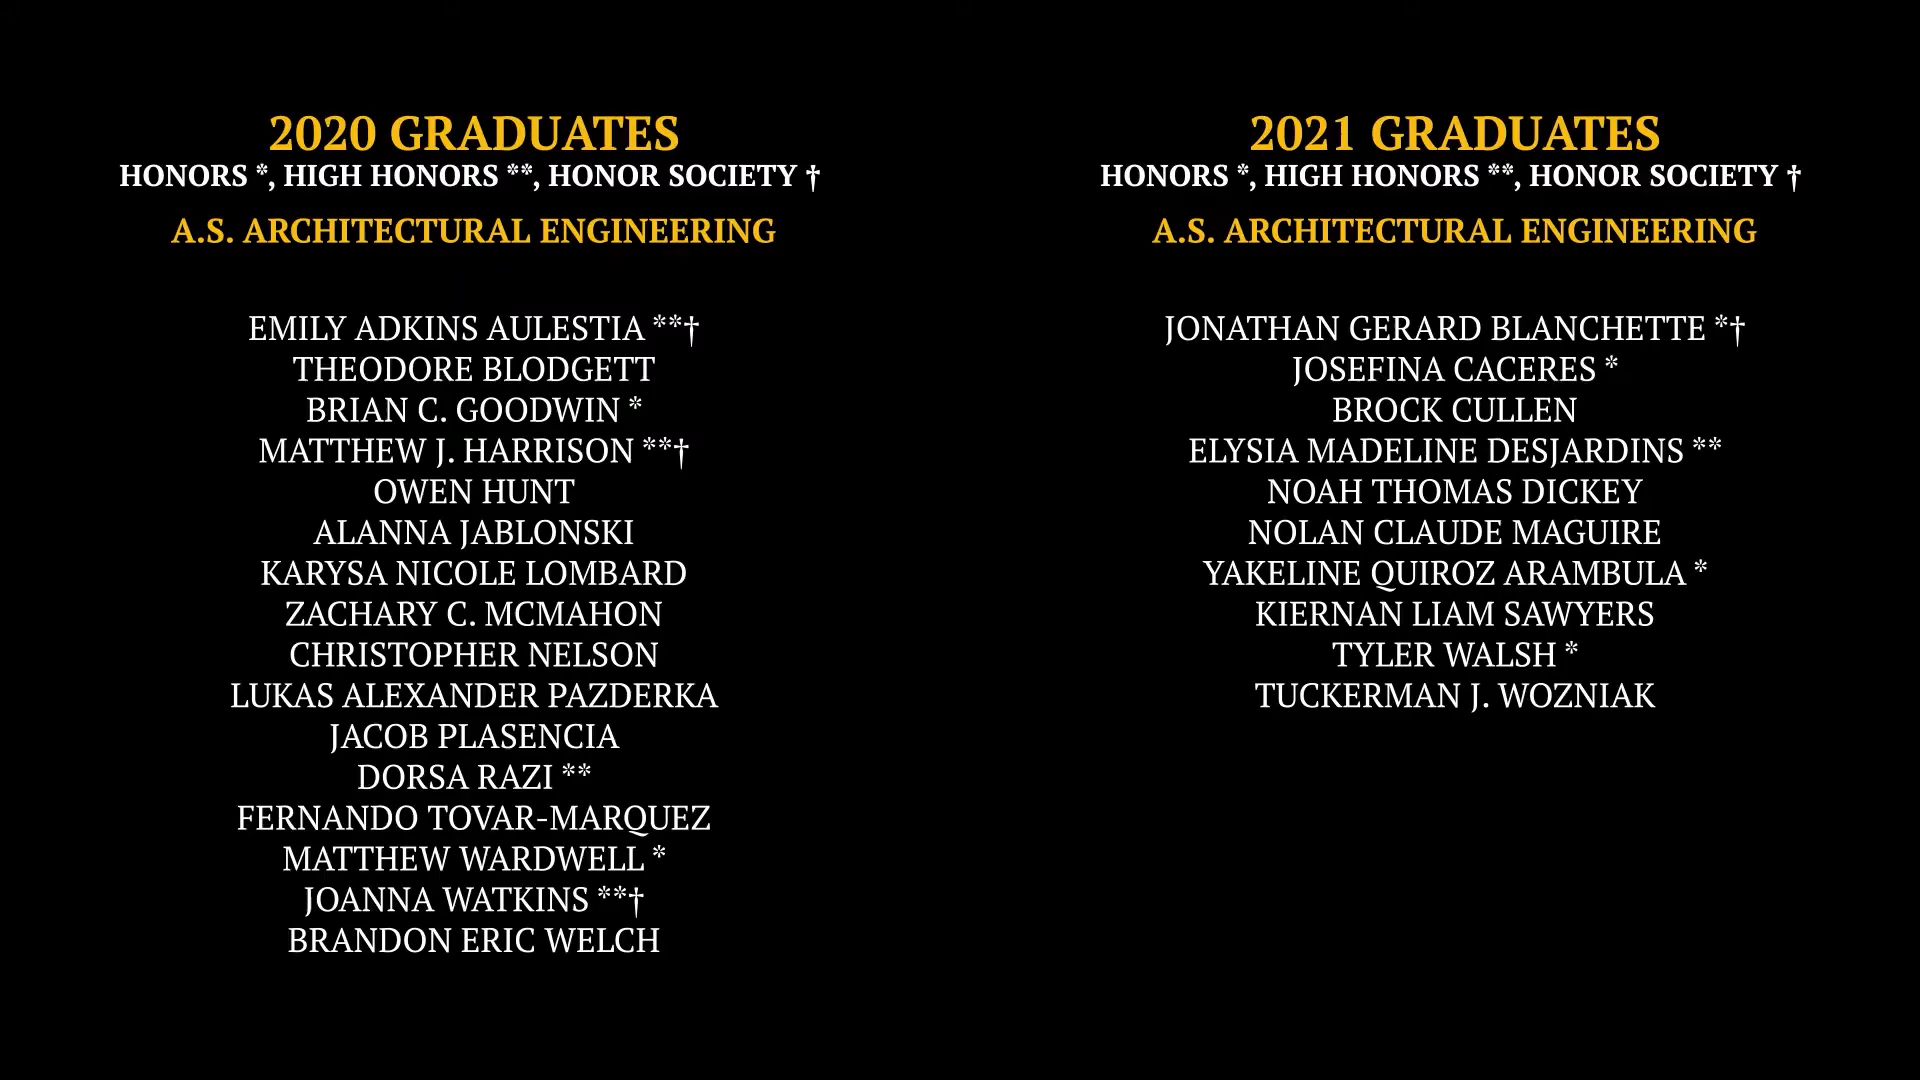 2020 GRADUATES
HONORS *, HIGH HONORS **, HONOR SOCIETY †
A.S. ARCHITECTURAL ENGINEERING
EMILY ADKINS AULESTIA **†
THEODORE BLODGETT
BRIAN C. GOODWIN *
MATTHEW J. HARRISON **†
OWEN HUNT
ALANNA JABLONSKI
KARYSA NICOLE LOMBARD
ZACHARY C. MCMAHON
CHRISTOPHER NELSON
LUKAS ALEXANDER PAZDERKA
JACOB PLASENCIA
DORSA RAZI **
FERNANDO TOVAR-MARQUEZ
MATTHEW WARDWELL *
JOANNA WATKINS **†
BRANDON ERIC WELCH
2021 GRADUATES
HONORS *, HIGH HONORS **, HONOR SOCIETY †
A.S. ARCHITECTURAL ENGINEERING
JONATHAN GERARD BLANCHETTE *†
JOSEFINA CACERES *
BROCK CULLEN
ELYSIA MADELINE DESJARDINS **
NOAH THOMAS DICKEY
NOLAN CLAUDE MAGUIRE
YAKELINE QUIROZ ARAMBULA *
KIERNAN LIAM SAWYERS
TYLER WALSH *
TUCKERMAN J. WOZNIAK